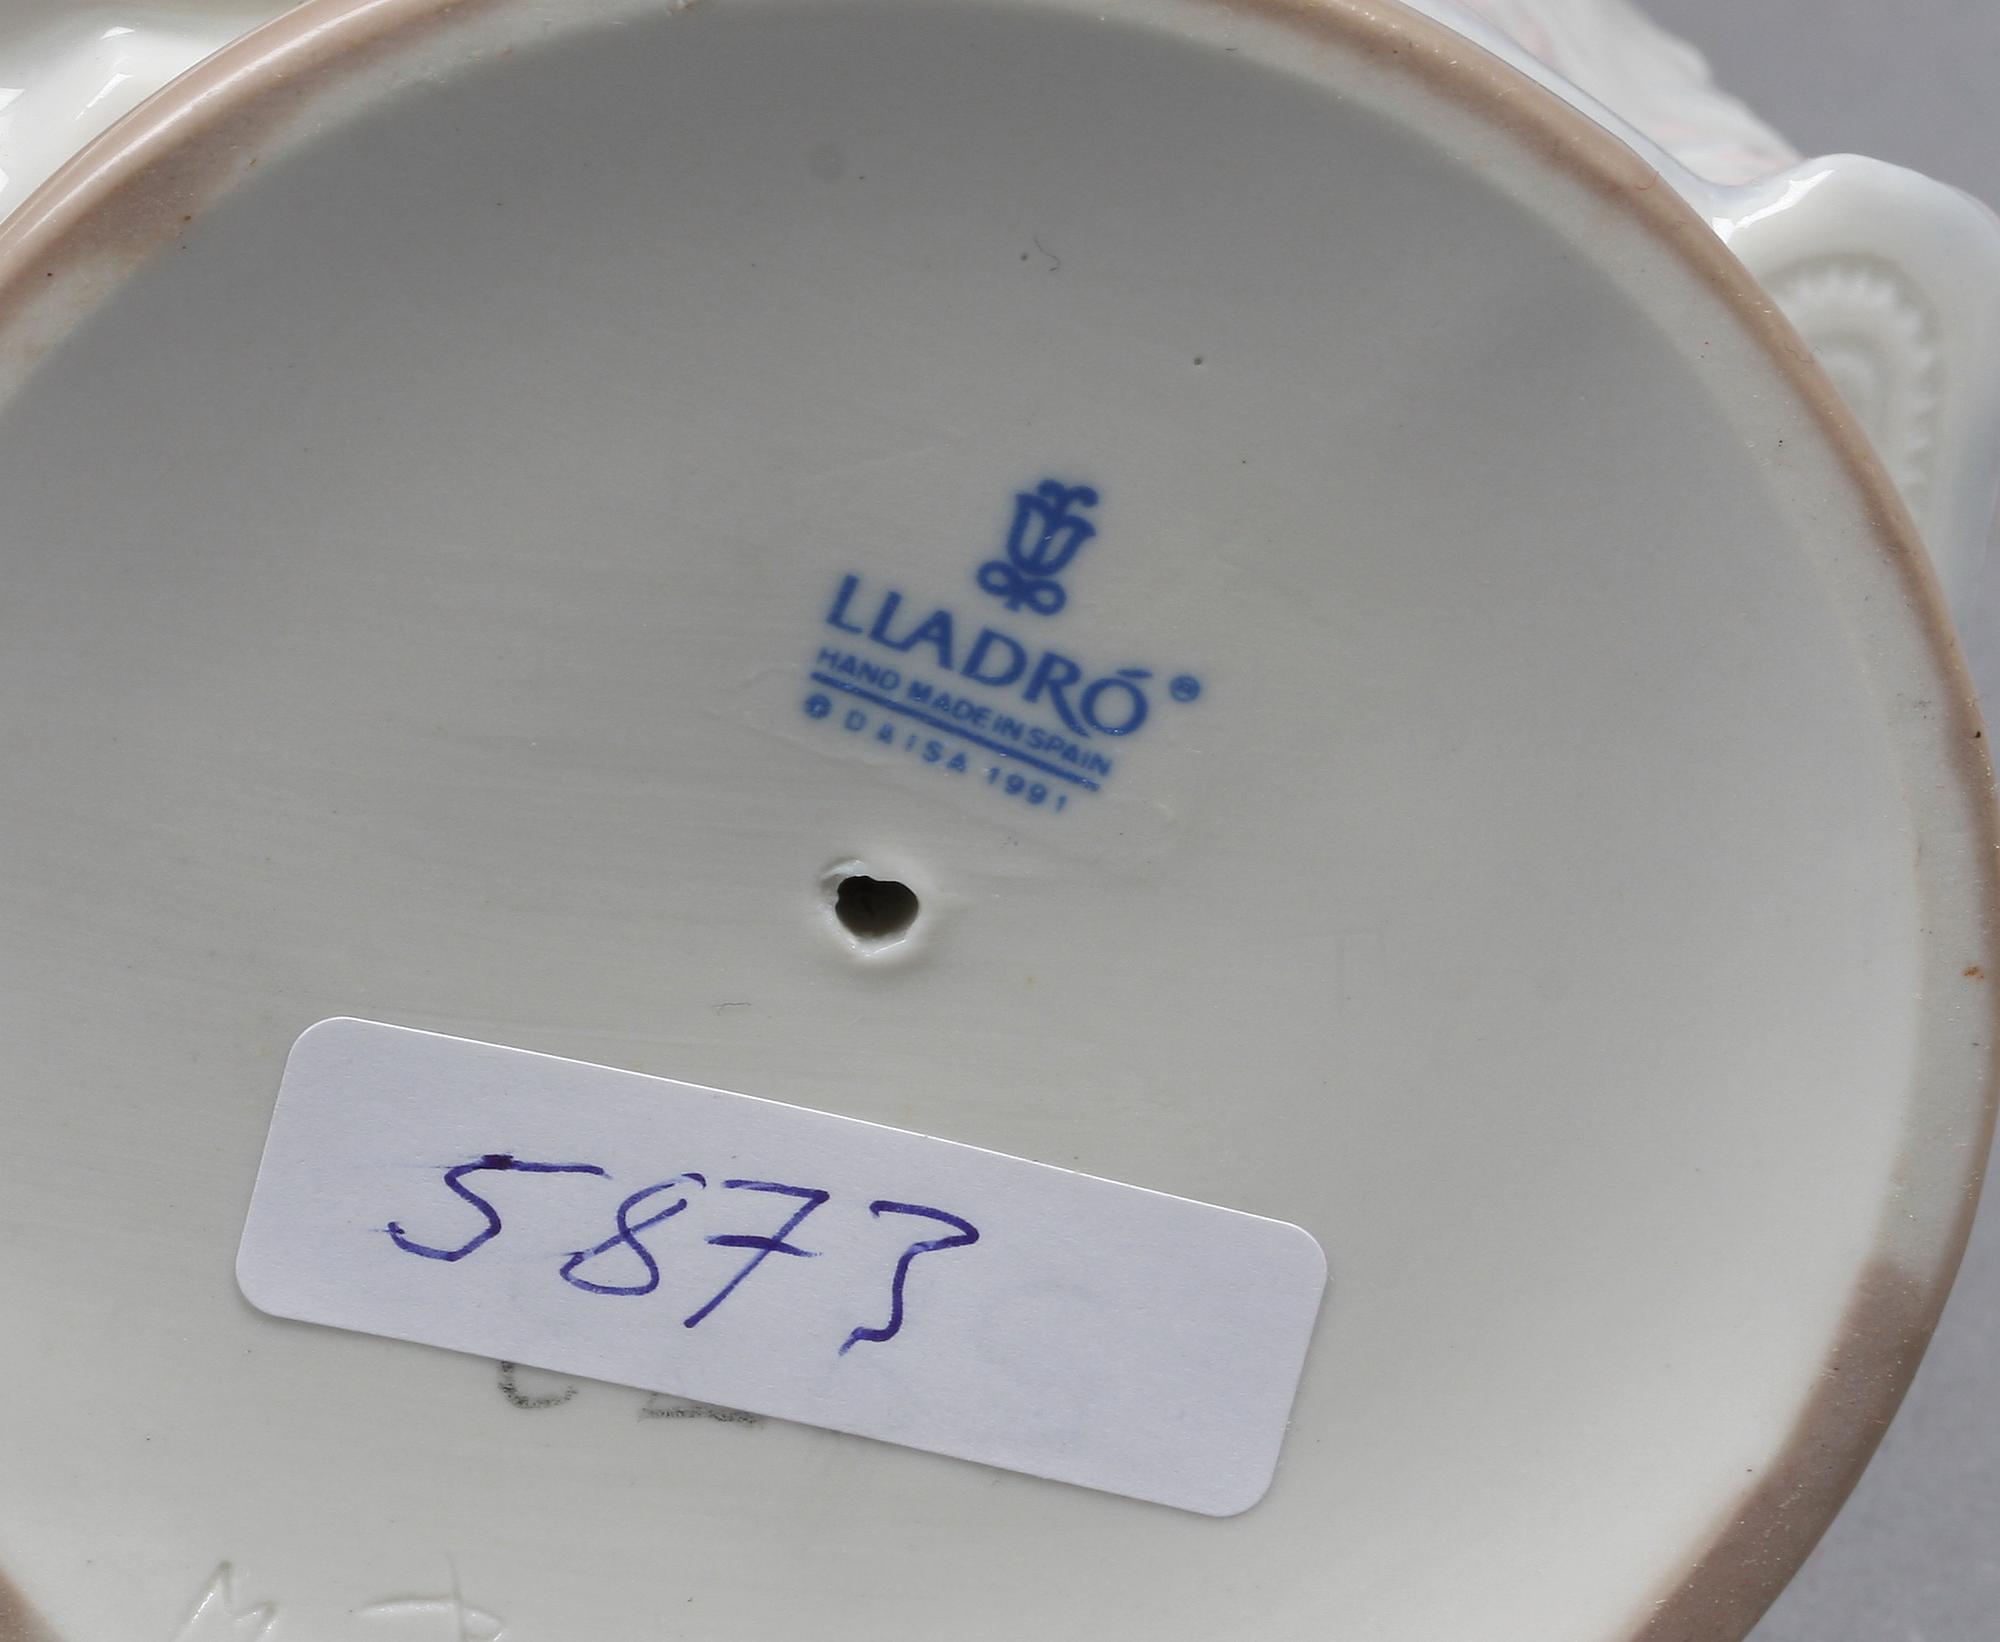 LLADRÓ®
HAND MADE IN SPAIN
© DAISA 1991
5873